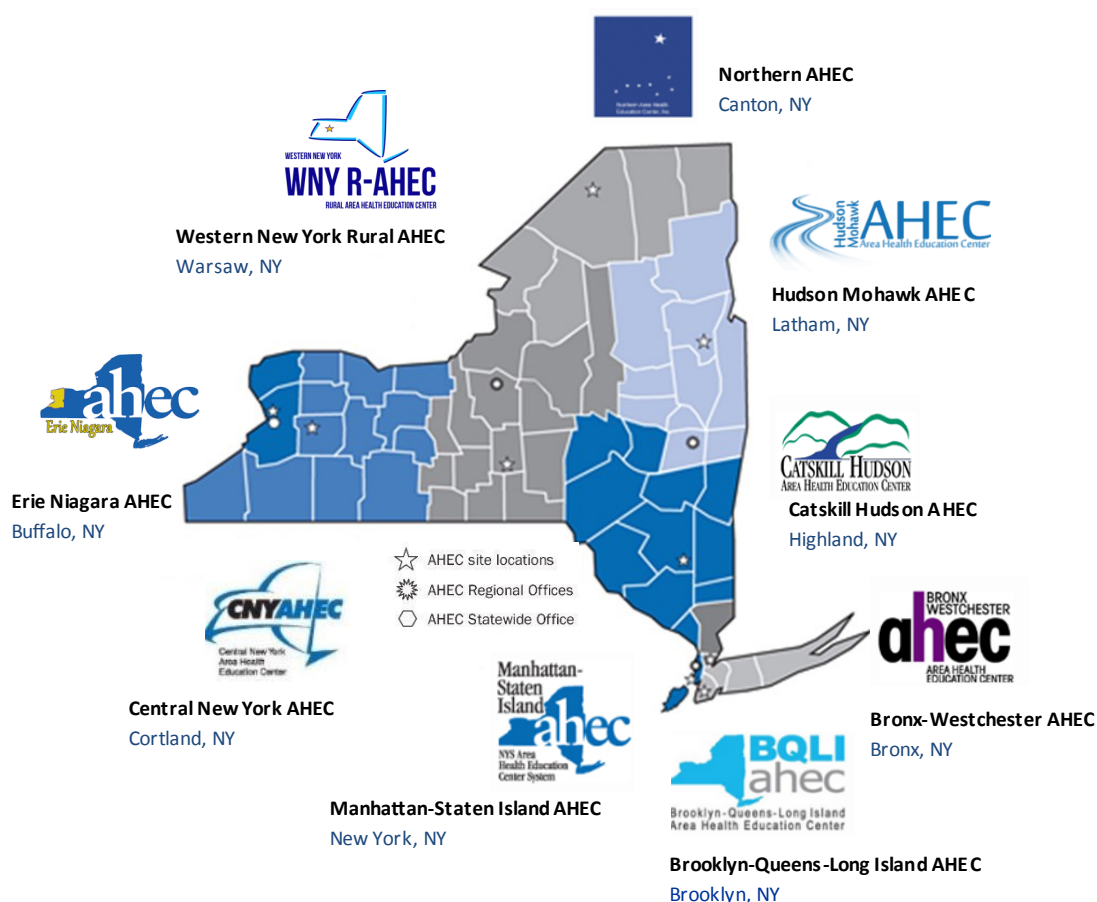 Northern Area Health
Education Center, Inc.
Northern AHEC
Canton, NY
WESTERN NEW YORK
WNY R-AHEC
RURAL AREA HEALTH EDUCATION CENTER
Western New York Rural AHEC
Warsaw, NY
Hudson
Mohawk
AHEC
Area Health Education Center
Hudson Mohawk AHEC
Latham, NY
ahec
Erie Niagara
Erie Niagara AHEC
Buffalo, NY
CATSKILL HUDSON
AREA HEALTH EDUCATION CENTER
Catskill Hudson AHEC
Highland, NY
AHEC site locations
AHEC Regional Offices
AHEC Statewide Office
CNYAHEC
Central New York
Area Health
Education Center
Central New York AHEC
Cortland, NY
Manhattan-
Staten
Island
ahec
NYS Area
Health Education
Center System
Manhattan-Staten Island AHEC
New York, NY
BRONX
WESTCHESTER
ahec
AREA HEALTH
EDUCATION CENTER
Bronx-Westchester AHEC
Bronx, NY
BQLI
ahec
Brooklyn-Queens-Long Island
Area Health Education Center
Brooklyn-Queens-Long Island AHEC
Brooklyn, NY